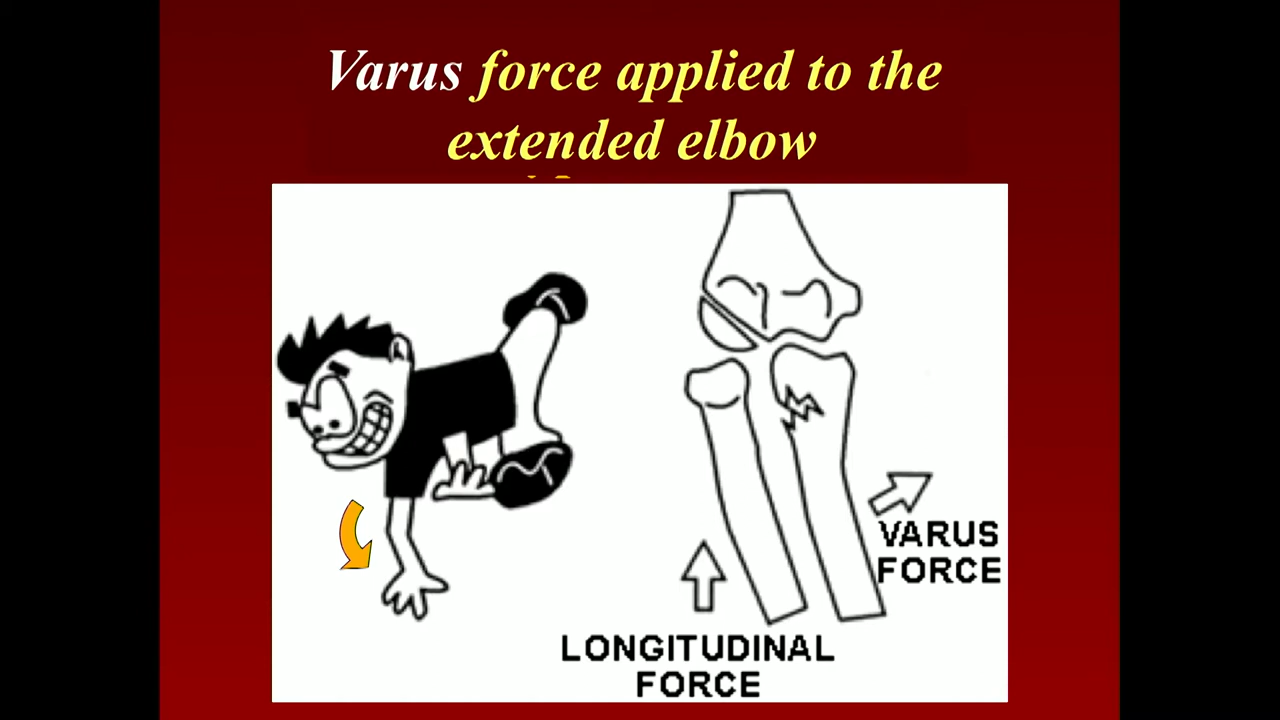 Varus force applied to the
extended elbow
VARUS
FORCE
LONGITUDINAL
FORCE